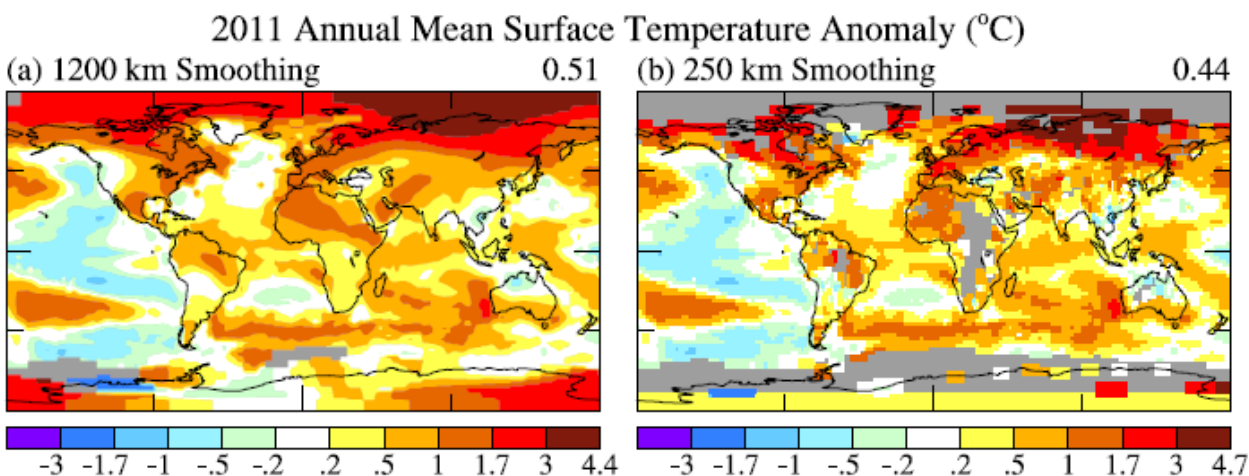 2011 Annual Mean Surface Temperature Anomaly (°C)
(a) 1200 km Smoothing 0.51
(b) 250 km Smoothing 0.44
-3 -1.7 -1 -.5 -.2 .2 .5 1 1.7 3 4.4
-3 -1.7 -1 -.5 -.2 .2 .5 1 1.7 3 4.4